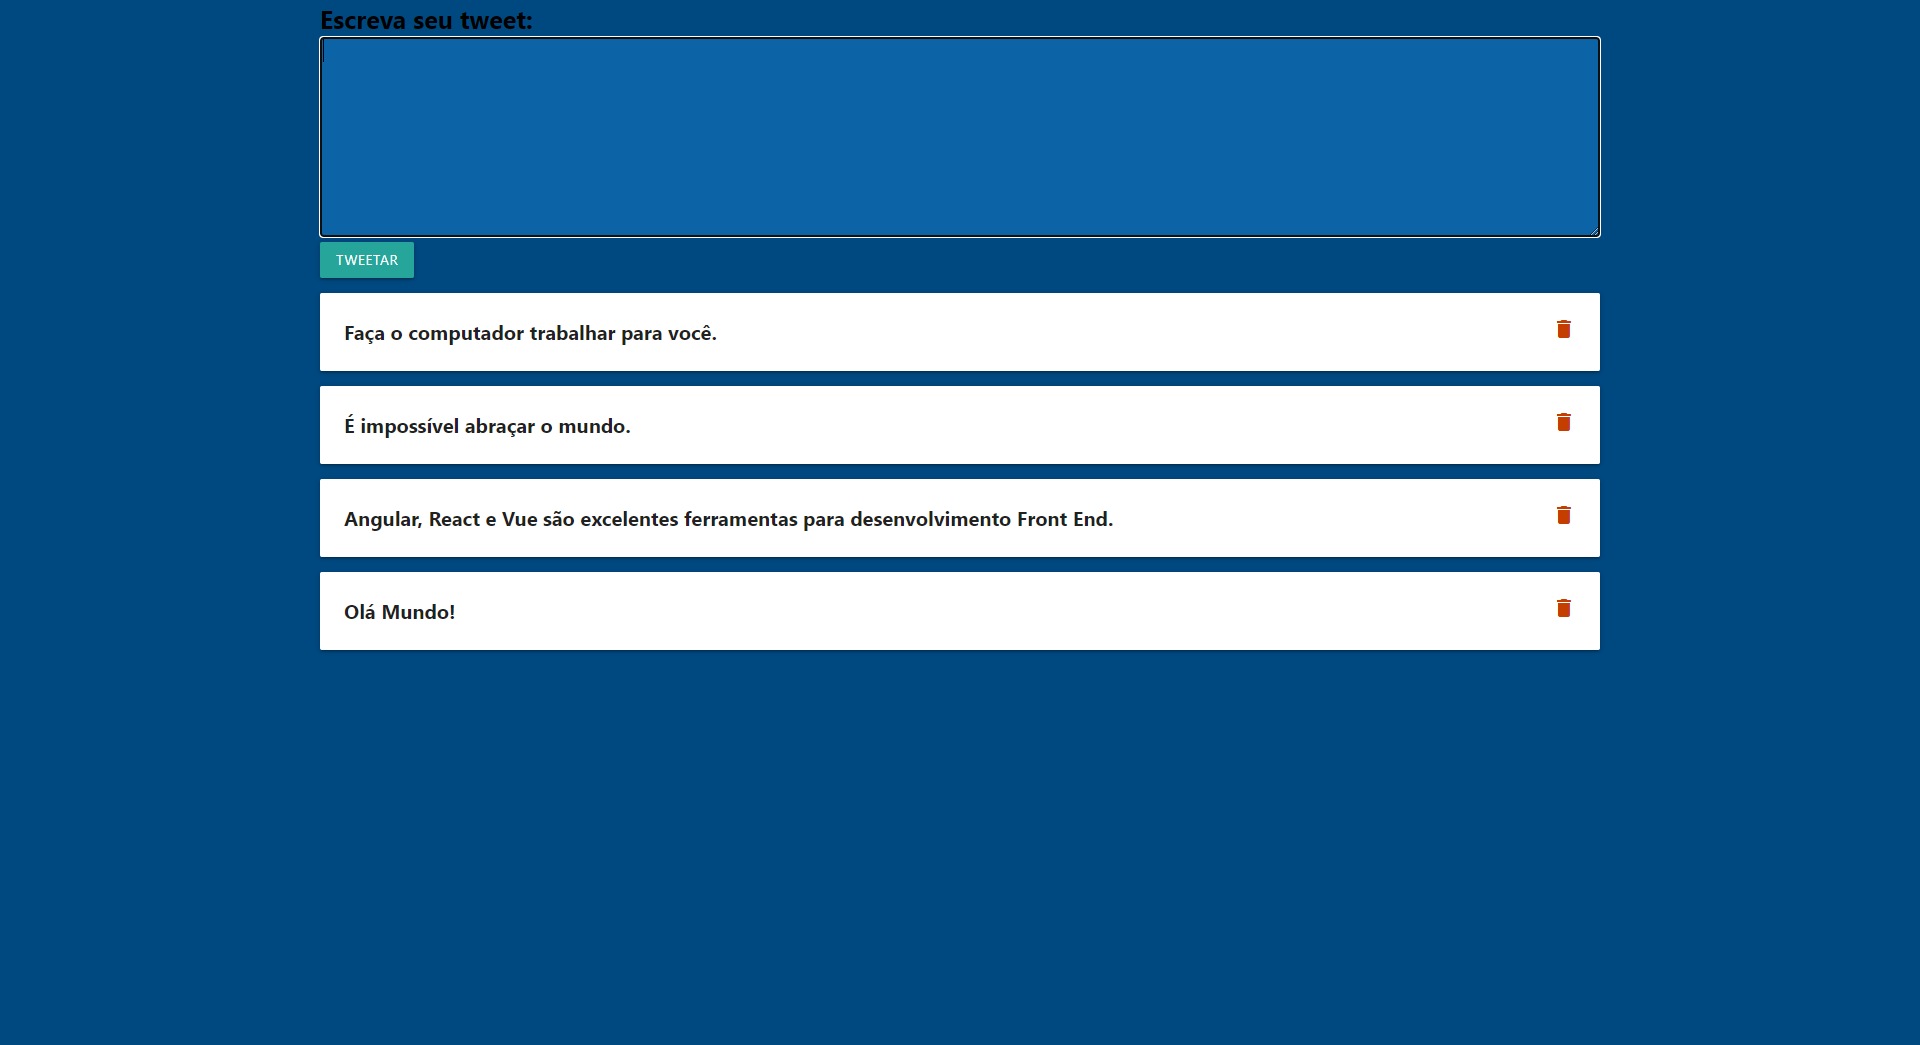 Escreva seu tweet:
TWEETAR
Faça o computador trabalhar para você.
É impossível abraçar o mundo.
Angular, React e Vue são excelentes ferramentas para desenvolvimento Front End.
Olá Mundo!